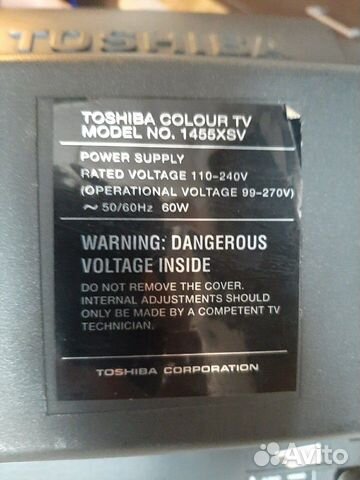 TOSHIBA
TOSHIBA COLOUR TV
MODEL NO. 1455XSV
POWER SUPPLY
RATED VOLTAGE 110-240V
(OPERATIONAL VOLTAGE 99-270V)
~ 50/60Hz 60W
WARNING: DANGEROUS
VOLTAGE INSIDE
DO NOT REMOVE THE COVER.
INTERNAL ADJUSTMENTS SHOULD
ONLY BE MADE BY A COMPETENT TV
TECHNICIAN.
TOSHIBA CORPORATION
Avito